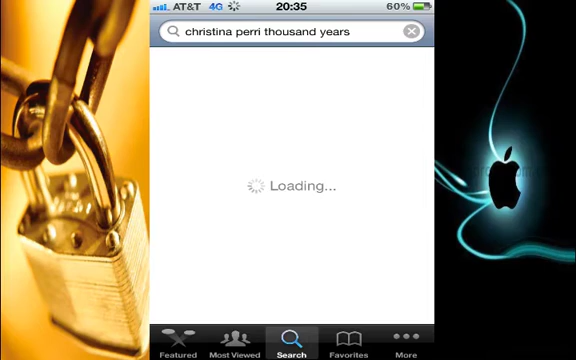 AT&T 4G 20:35 60%
christina perri thousand years
Loading...
Featured Most Viewed Search Favorites More